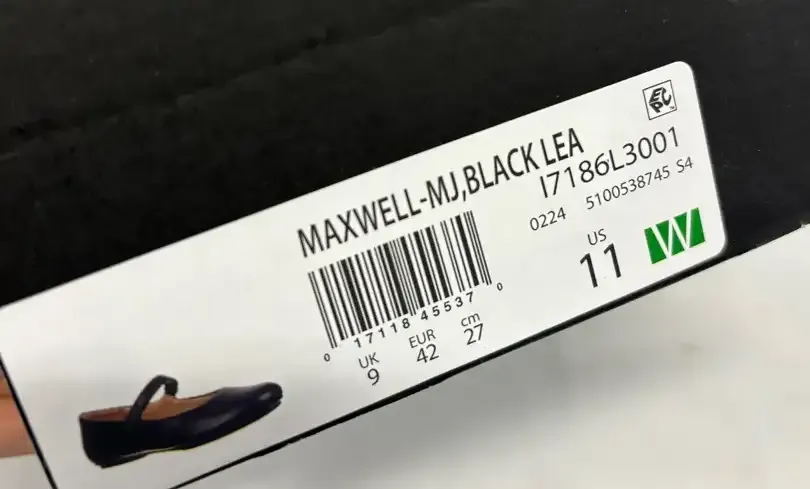 EPC
MAXWELL-MJ,BLACK LEA
I7186L3001
0224 5100538745 S4
0 17118 45537 0
UK EUR cm
9 42 27
US
11
W